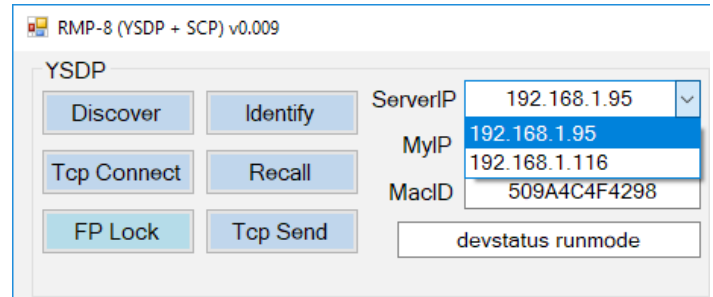 RMP-8 (YSDP + SCP) v0.009
YSDP
Discover Identify ServerIP 192.168.1.95
192.168.1.95
MyIP
192.168.1.116
Tcp Connect Recall
MacID 509A4C4F4298
FP Lock Tcp Send devstatus runmode